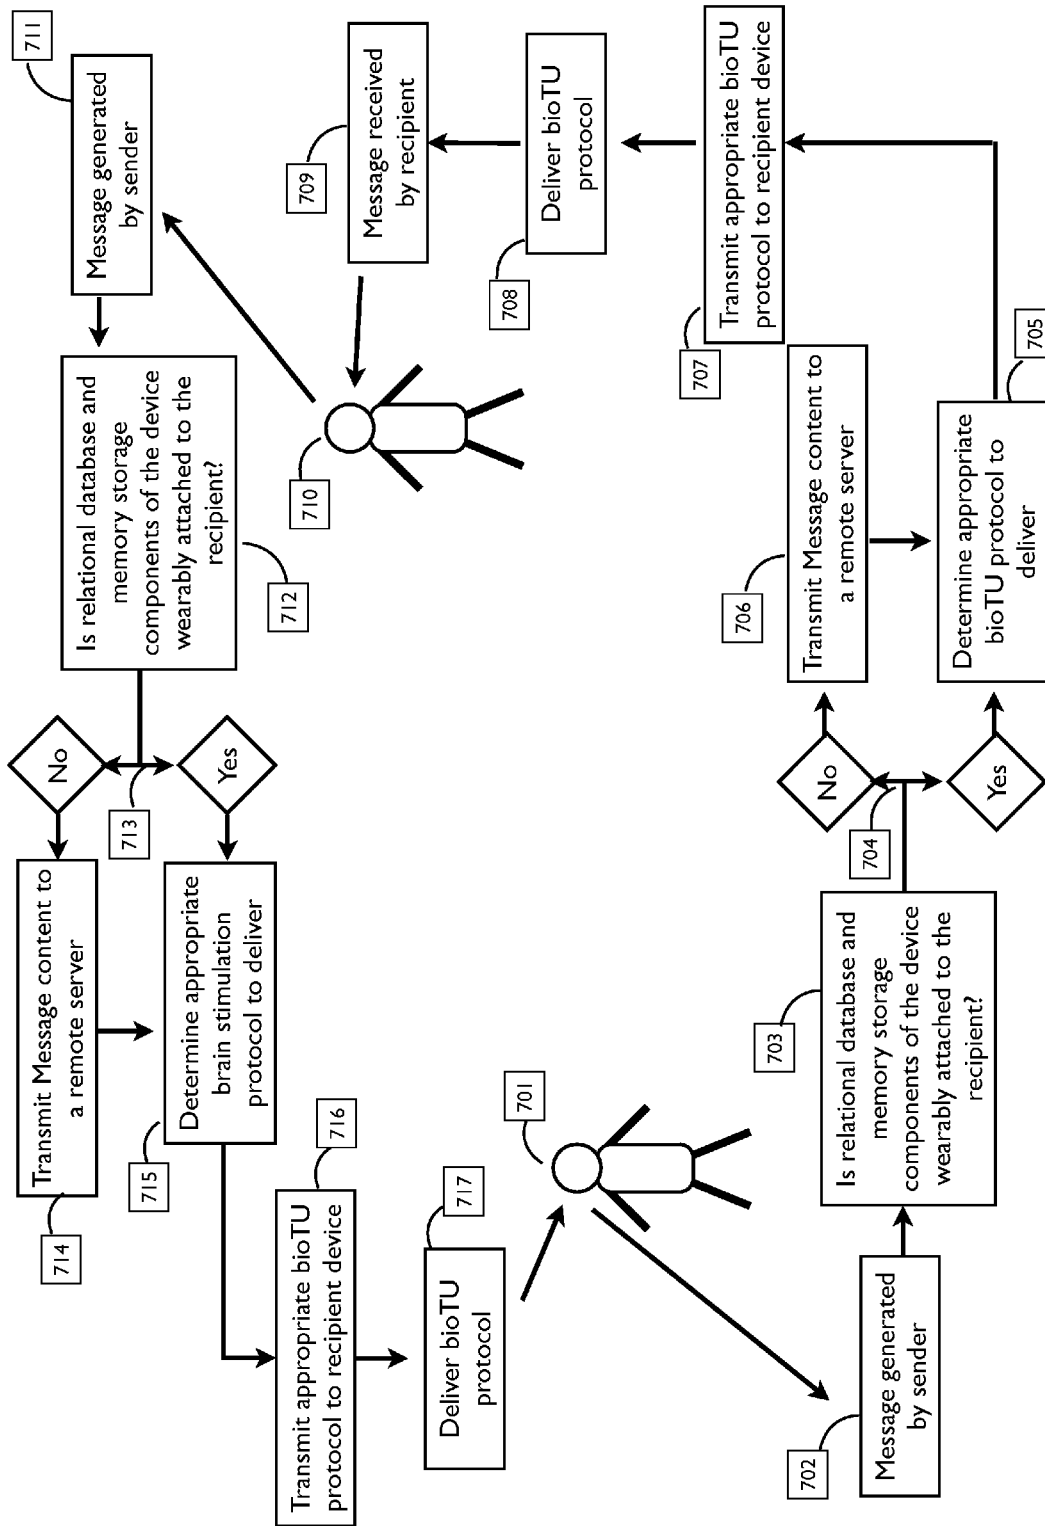 714
Transmit Message content to
a remote server
No
711
Message generated
by sender
715
Determine appropriate
brain stimulation
protocol to deliver
713
Yes
Is relational database and
memory storage
components of the device
wearably attached to the
recipient?
712
716
Transmit appropriate bioTU
protocol to recipient device
717
Deliver bioTU
protocol
701
710
709
Message received
by recipient
708
Deliver bioTU
protocol
702
Message generated
by sender
703
Is relational database and
memory storage
components of the device
wearably attached to the
recipient?
704
No
Yes
706
Transmit Message content to
a remote server
707
Transmit appropriate bioTU
protocol to recipient device
Determine appropriate
bioTU protocol to
deliver
705